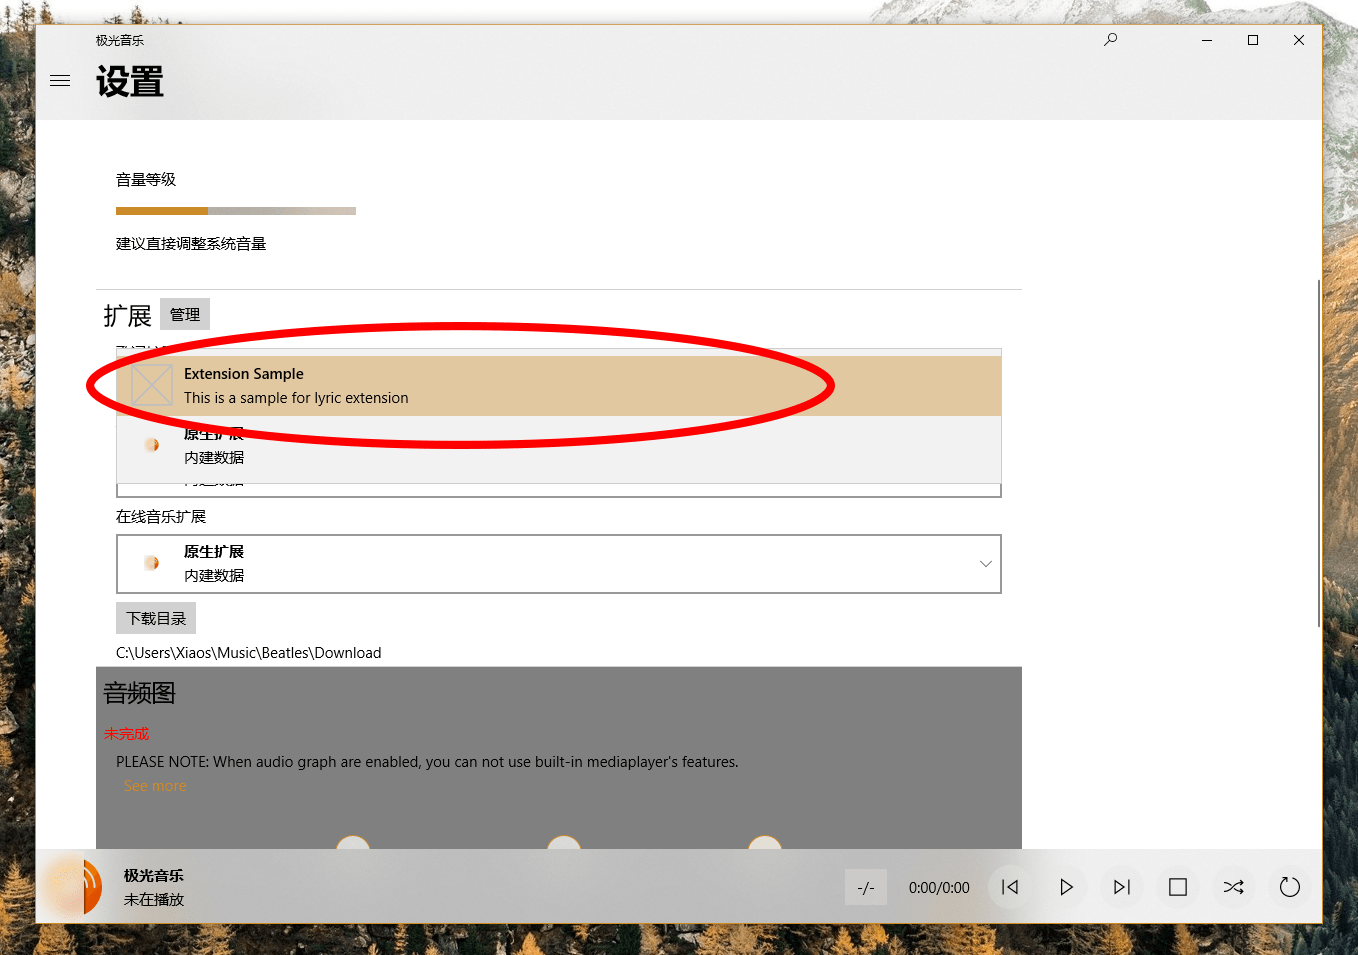 极光音乐
设置
音量等级
建议直接调整系统音量
扩展
管理
Extension Sample
This is a sample for lyric extension
原生扩展
内建数据
在线音乐扩展
原生扩展
内建数据
下载目录
C:\Users\Xiaos\Music\Beatles\Download
音频图
未完成
PLEASE NOTE: When audio graph are enabled, you can not use built-in mediaplayer's features.
See more
极光音乐
未在播放
-/-
0:00/0:00